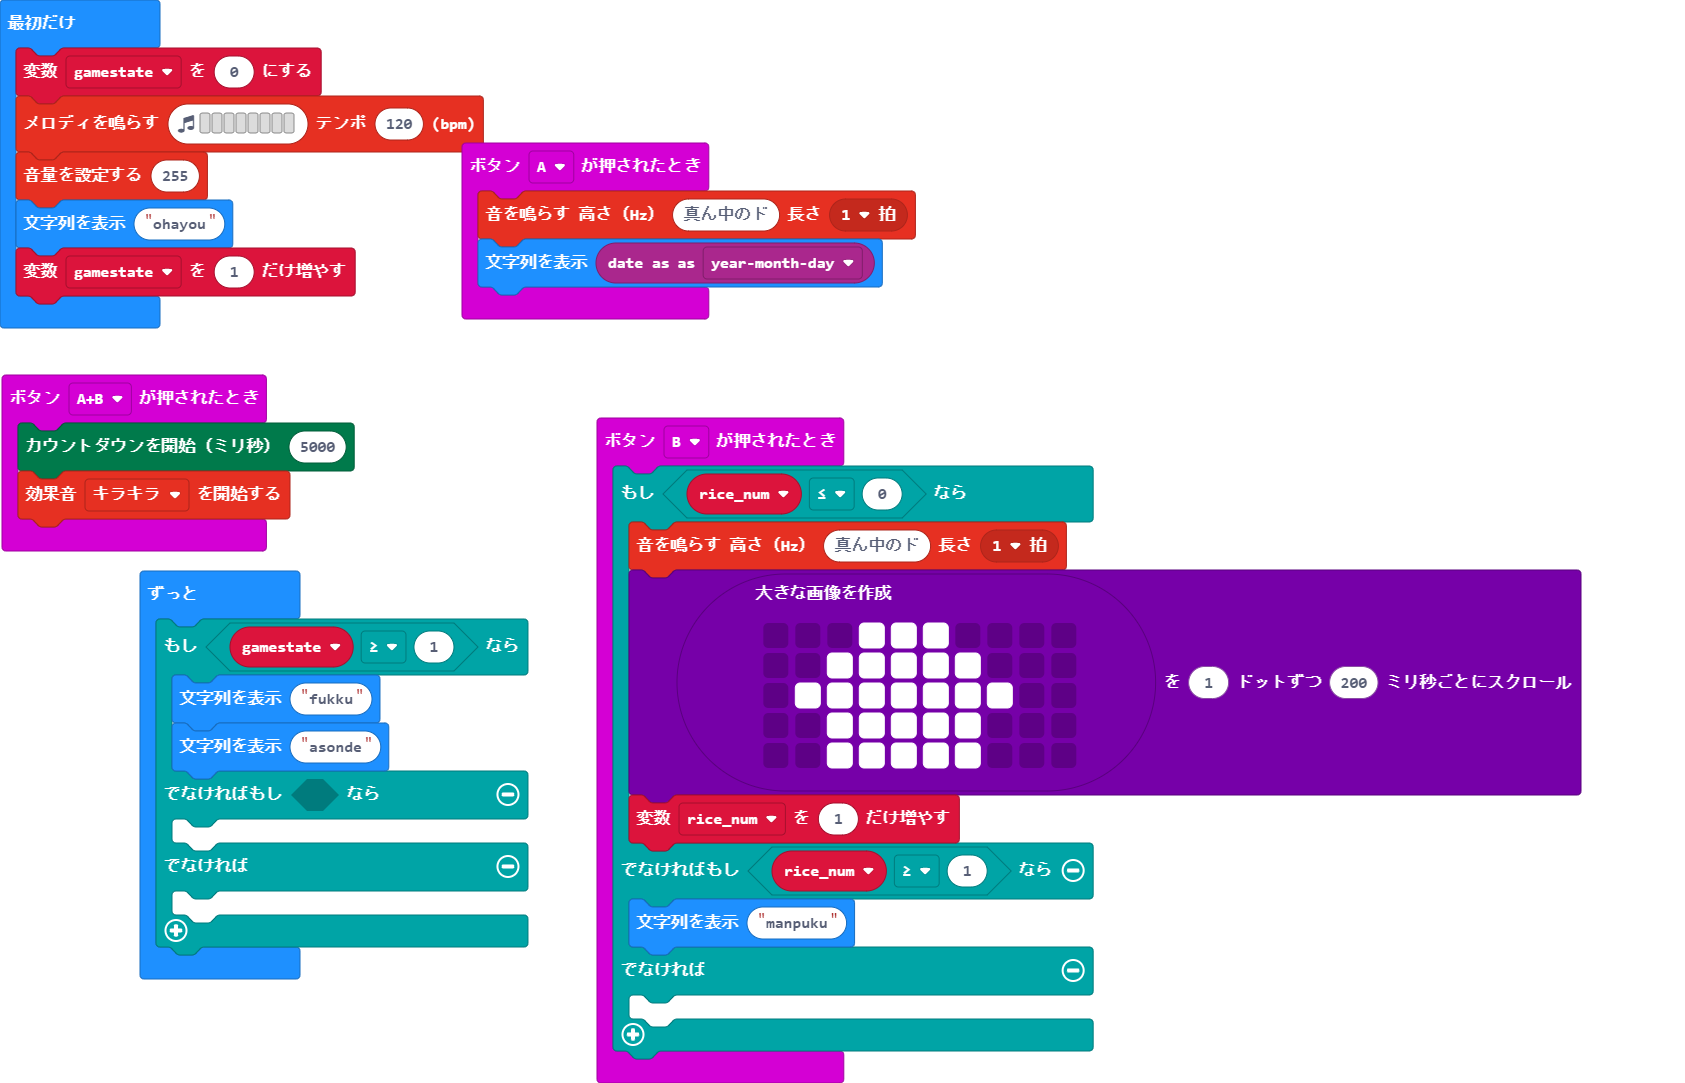 最初だけ
変数 gamestate を 0 にする
メロディを鳴らす テンポ 120 (bpm)
音量を設定する 255
文字列を表示 "ohayou"
変数 gamestate を 1 だけ増やす
ボタン A が押されたとき
音を鳴らす 高さ（Hz） 真ん中のド 長さ 1 拍
文字列を表示 date as as year-month-day
ボタン A+B が押されたとき
カウントダウンを開始（ミリ秒） 5000
効果音 キラキラ を開始する
ずっと
もし gamestate ≥ 1 なら
文字列を表示 "fukku"
文字列を表示 "asonde"
でなければもし なら
でなければ
ボタン B が押されたとき
もし rice_num ≤ 0 なら
音を鳴らす 高さ（Hz） 真ん中のド 長さ 1 拍
大きな画像を作成
を 1 ドットずつ 200 ミリ秒ごとにスクロール
変数 rice_num を 1 だけ増やす
でなければもし rice_num ≥ 1 なら
文字列を表示 "manpuku"
でなければ